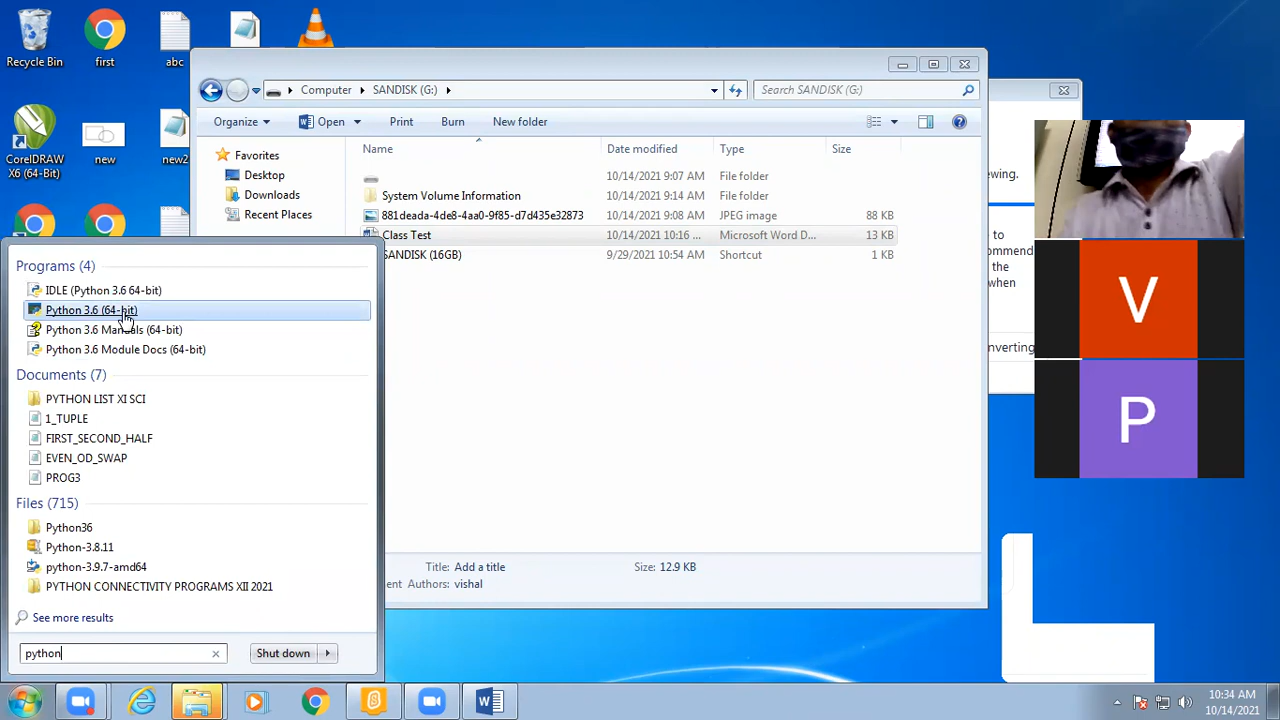 Recycle Bin
first
abc
CorelDRAW
X6 (64-Bit)
new
new2
Computer
SANDISK (G:)
Search SANDISK (G:)
Organize
Open
Print
Burn
New folder
Favorites
Desktop
Downloads
Recent Places
Name
Date modified
Type
Size
10/14/2021 9:07 AM
File folder
System Volume Information
10/14/2021 9:14 AM
File folder
881deada-4de8-4aa0-9f85-d7d435e32873
10/14/2021 9:08 AM
JPEG image
88 KB
Class Test
10/14/2021 10:16 ...
Microsoft Word D...
13 KB
SANDISK (16GB)
9/29/2021 10:54 AM
Shortcut
1 KB
Title: Add a title
Size: 12.9 KB
ent Authors: vishal
ewing.
to
commend
the
when
nverting
V
P
Programs (4)
IDLE (Python 3.6 64-bit)
Python 3.6 (64-bit)
Python 3.6 Manuals (64-bit)
Python 3.6 Module Docs (64-bit)
Documents (7)
PYTHON LIST XI SCI
1_TUPLE
FIRST_SECOND_HALF
EVEN_OD_SWAP
PROG3
Files (715)
Python36
Python-3.8.11
python-3.9.7-amd64
PYTHON CONNECTIVITY PROGRAMS XII 2021
See more results
python
Shut down
10:34 AM
10/14/2021